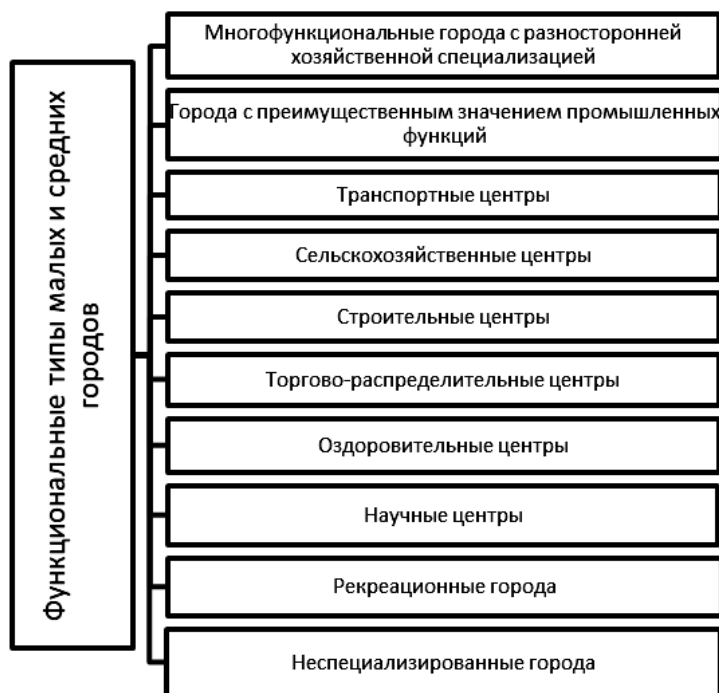 Функциональные типы малых и средних
городов
Многофункциональные города с разносторонней
хозяйственной специализацией
Города с преимущественным значением промышленных
функций
Транспортные центры
Сельскохозяйственные центры
Строительные центры
Торгово-распределительные центры
Оздоровительные центры
Научные центры
Рекреационные города
Неспециализированные города